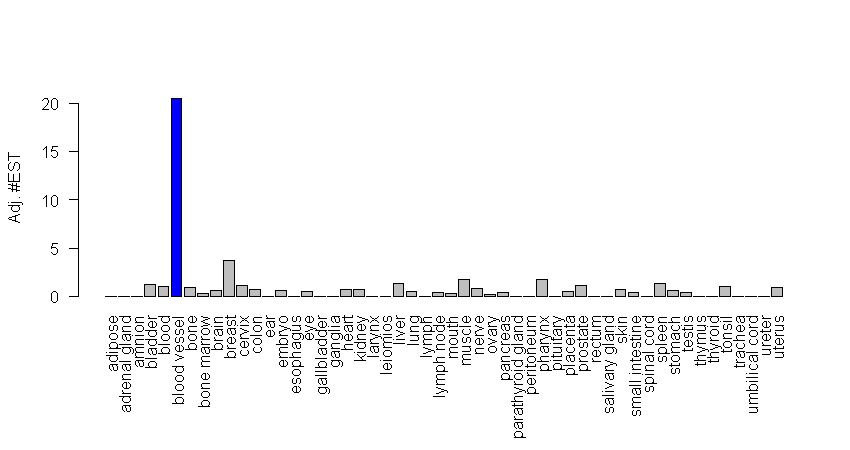 Adj. #EST
20
15
10
5
0
adipose
adrenal gland
amnion
bladder
blood
blood vessel
bone
bone marrow
brain
breast
cervix
colon
ear
embryo
esophagus
eye
gallbladder
ganglia
heart
kidney
larynx
leiomios
liver
lung
lymph
lymph node
mouth
muscle
nerve
ovary
pancreas
parathyroid gland
peritoneum
pharynx
pituitary
placenta
prostate
rectum
salivary gland
skin
small intestine
spinal cord
spleen
stomach
testis
thymus
thyroid
tonsil
trachea
umbilical cord
ureter
uterus